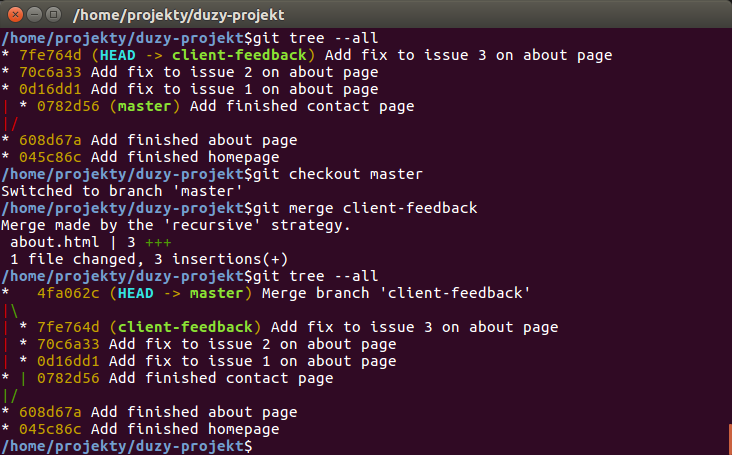 /home/projekty/duzy-projekt
/home/projekty/duzy-projekt$git tree --all
* 7fe764d (HEAD -> client-feedback) Add fix to issue 3 on about page
* 70c6a33 Add fix to issue 2 on about page
* 0d16dd1 Add fix to issue 1 on about page
| * 0782d56 (master) Add finished contact page
|/
* 608d67a Add finished about page
* 045c86c Add finished homepage
/home/projekty/duzy-projekt$git checkout master
Switched to branch 'master'
/home/projekty/duzy-projekt$git merge client-feedback
Merge made by the 'recursive' strategy.
 about.html | 3 +++
 1 file changed, 3 insertions(+)
/home/projekty/duzy-projekt$git tree --all
*   4fa062c (HEAD -> master) Merge branch 'client-feedback'
|\
| * 7fe764d (client-feedback) Add fix to issue 3 on about page
| * 70c6a33 Add fix to issue 2 on about page
| * 0d16dd1 Add fix to issue 1 on about page
* | 0782d56 Add finished contact page
|/
* 608d67a Add finished about page
* 045c86c Add finished homepage
/home/projekty/duzy-projekt$